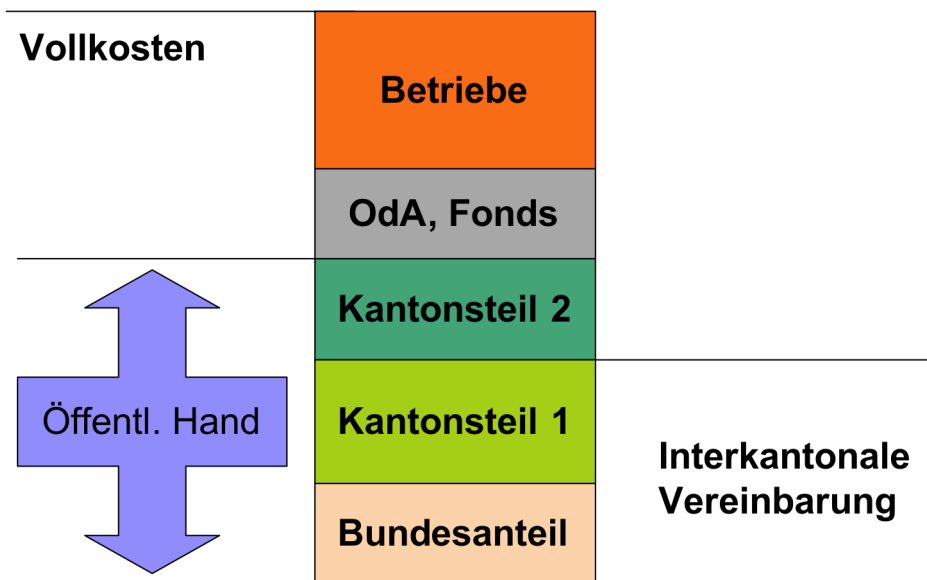 Vollkosten
Betriebe
OdA, Fonds
Kantonsteil 2
Öffentl. Hand
Kantonsteil 1
Interkantonale
Vereinbarung
Bundesanteil